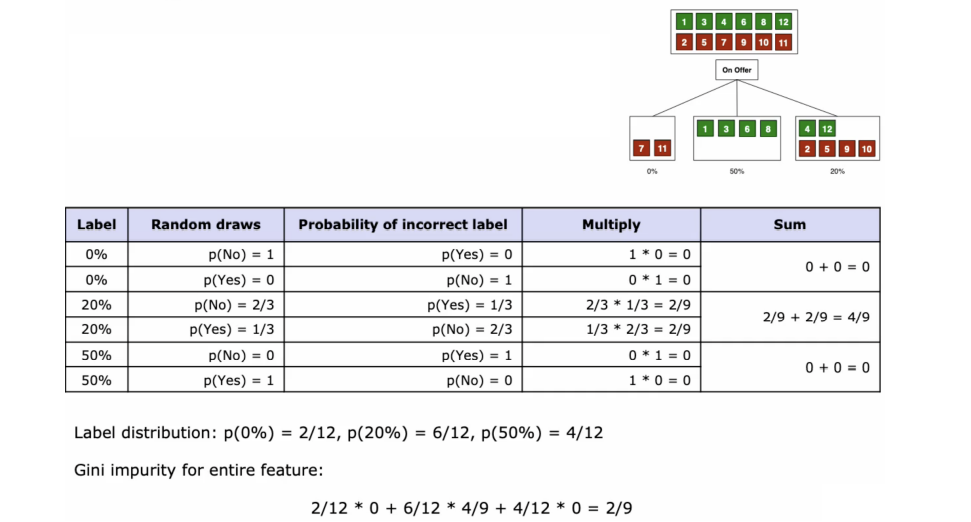 1 3 4 6 8 12
2 5 7 9 10 11
On Offer
1 3 6 8 4 12
7 11 2 5 9 10
0% 50% 20%
Label Random draws Probability of incorrect label Multiply Sum
0% p(No) = 1 p(Yes) = 0 1 * 0 = 0
0 + 0 = 0
0% p(Yes) = 0 p(No) = 1 0 * 1 = 0
20% p(No) = 2/3 p(Yes) = 1/3 2/3 * 1/3 = 2/9
2/9 + 2/9 = 4/9
20% p(Yes) = 1/3 p(No) = 2/3 1/3 * 2/3 = 2/9
50% p(No) = 0 p(Yes) = 1 0 * 1 = 0
0 + 0 = 0
50% p(Yes) = 1 p(No) = 0 1 * 0 = 0
Label distribution: p(0%) = 2/12, p(20%) = 6/12, p(50%) = 4/12
Gini impurity for entire feature:
2/12 * 0 + 6/12 * 4/9 + 4/12 * 0 = 2/9